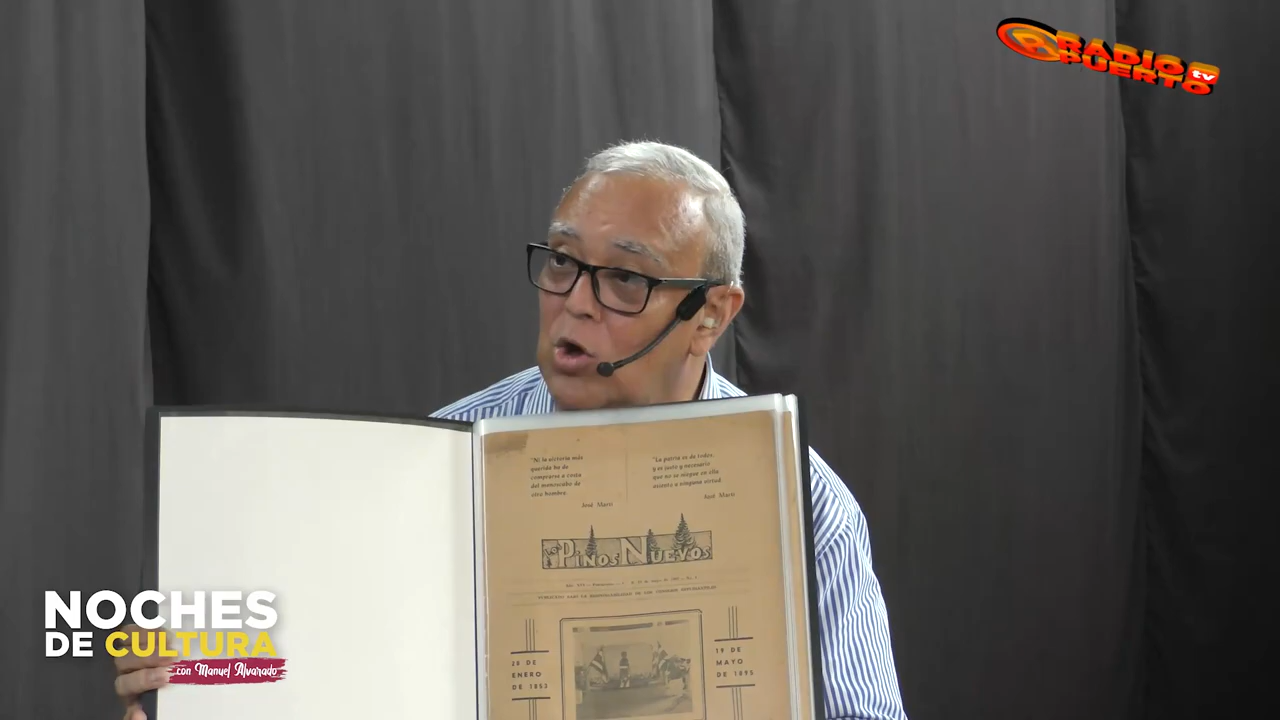 RADIO
PUERTO tv
"Ni la victoria más
querida ha de
comprarse a costa
del menoscabo de
otro hombre.
José Martí
"La patria es de todos,
y es justo y necesario
que no se niegue en ella
asiento a ninguna virtud.
José Martí
Los PINOS NUEVOS
28 DE
ENERO
DE 1853
19 DE
MAYO
DE 1895
NOCHES
DE CULTURA
con Manuel Alvarado